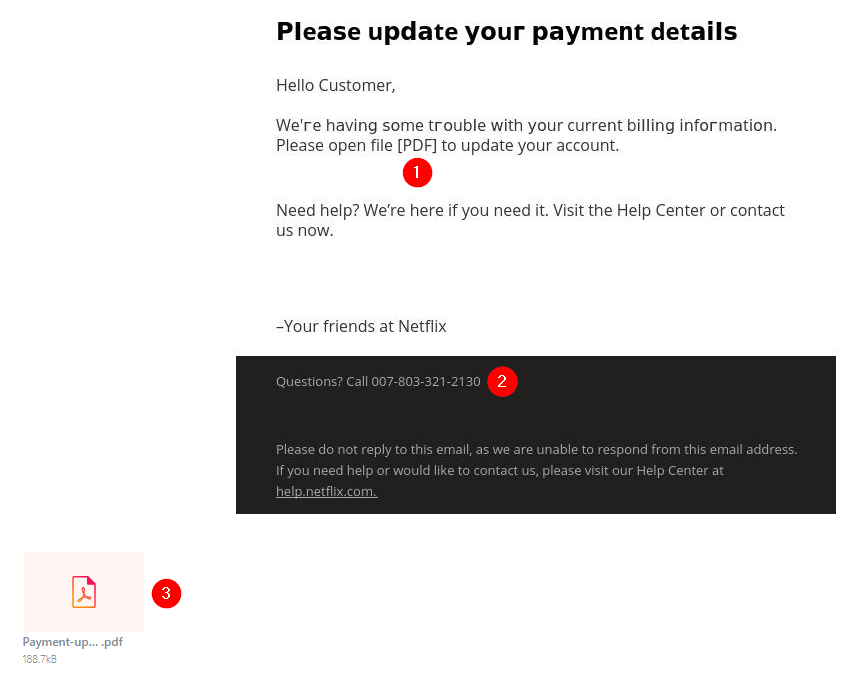 Please update your payment details
Hello Customer,
We're having some trouble with your current billing information.
Please open file [PDF] to update your account.
1
Need help? We’re here if you need it. Visit the Help Center or contact
us now.
–Your friends at Netflix
Questions? Call 007-803-321-2130
2
Please do not reply to this email, as we are unable to respond from this email address.
If you need help or would like to contact us, please visit our Help Center at
help.netflix.com.
3
Payment-up... .pdf
188.7kB